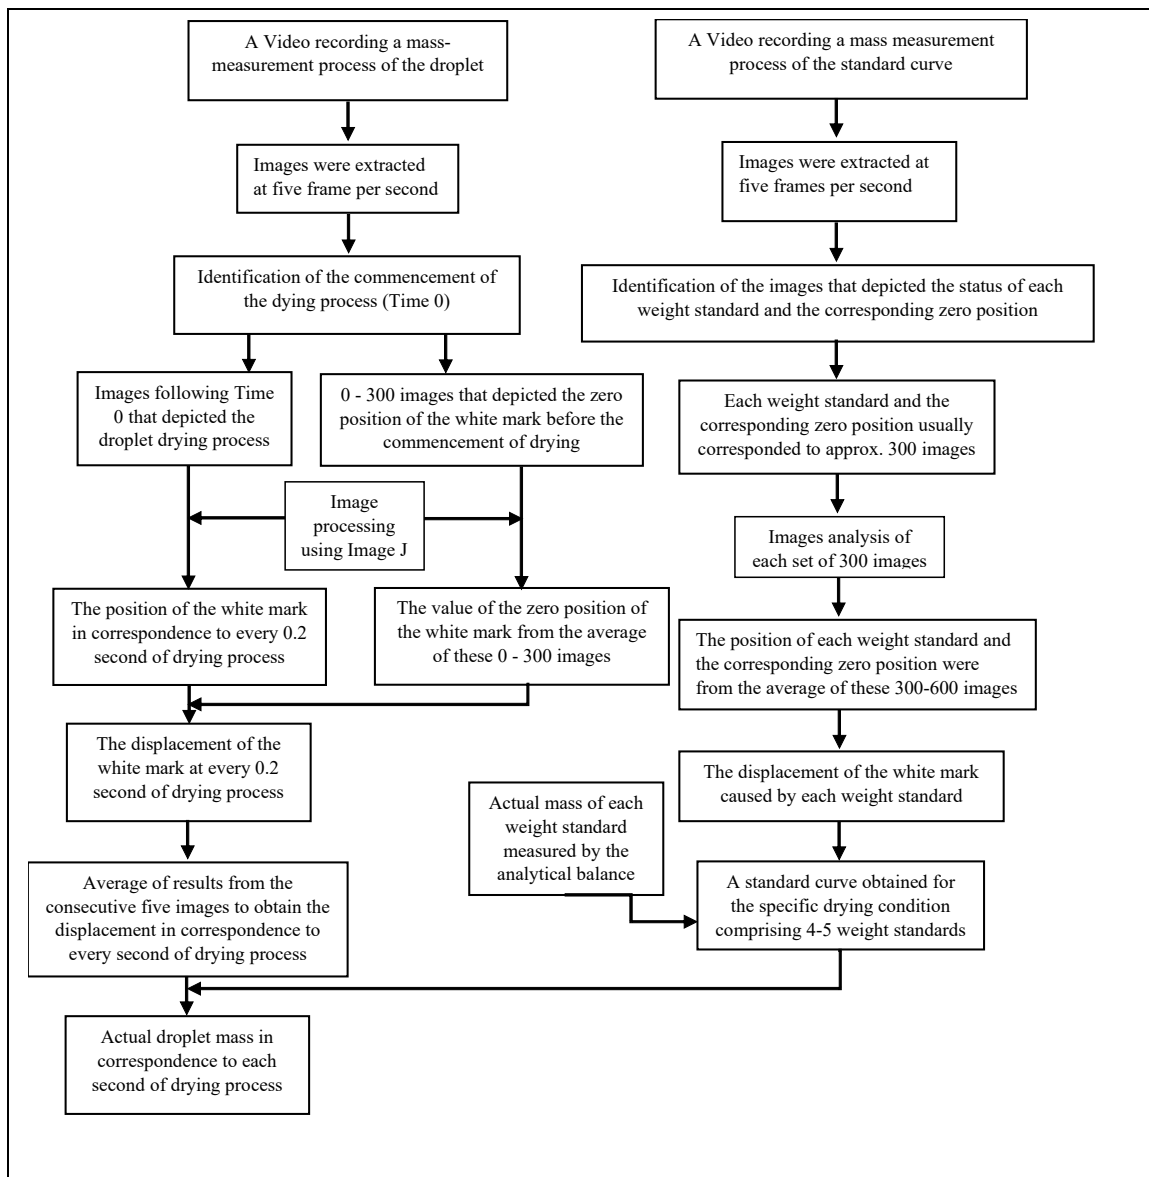 A Video recording a mass-
measurement process of the droplet
A Video recording a mass measurement
process of the standard curve
Images were extracted
at five frame per second
Images were extracted at
five frames per second
Identification of the commencement of
the dying process (Time 0)
Identification of the images that depicted the status of each
weight standard and the corresponding zero position
Images following Time
0 that depicted the
droplet drying process
0 - 300 images that depicted the zero
position of the white mark before the
commencement of drying
Each weight standard and the
corresponding zero position usually
corresponded to approx. 300 images
Image
processing
using Image J
Images analysis of
each set of 300 images
The position of the white mark
in correspondence to every 0.2
second of drying process
The value of the zero position of
the white mark from the average
of these 0 - 300 images
The position of each weight standard and
the corresponding zero position were
from the average of these 300-600 images
The displacement of the
white mark at every 0.2
second of drying process
The displacement of the white mark
caused by each weight standard
Actual mass of each
weight standard
measured by the
analytical balance
Average of results from the
consecutive five images to obtain the
displacement in correspondence to
every second of drying process
A standard curve obtained for
the specific drying condition
comprising 4-5 weight standards
Actual droplet mass in
correspondence to each
second of drying process